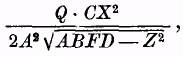 Q · CX²
2A²√ABFD — Z²,